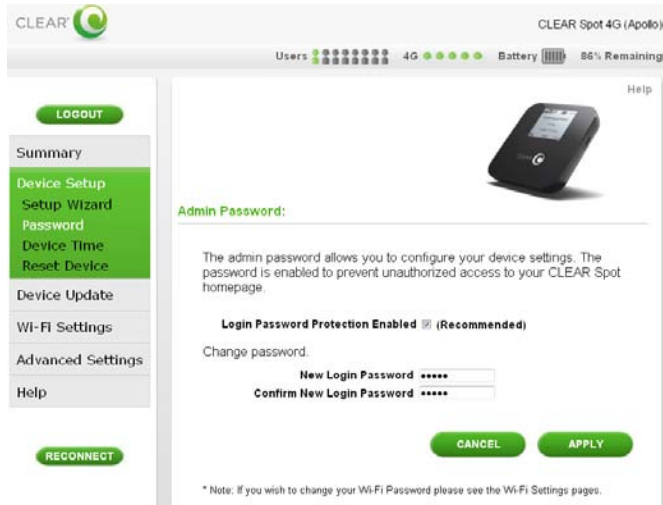 CLEAR
CLEAR Spot 4G (Apollo)
Users 4G Battery 86% Remaining
Help
LOGOUT
Summary
Device Setup
Setup Wizard
Password
Device Time
Reset Device
Device Update
Wi-Fi Settings
Advanced Settings
Help
RECONNECT
Admin Password:
The admin password allows you to configure your device settings. The
password is enabled to prevent unauthorized access to your CLEAR Spot
homepage.
Login Password Protection Enabled (Recommended)
Change password.
New Login Password •••••
Confirm New Login Password •••••
CANCEL APPLY
* Note: If you wish to change your Wi-Fi Password please see the Wi-Fi Settings pages.